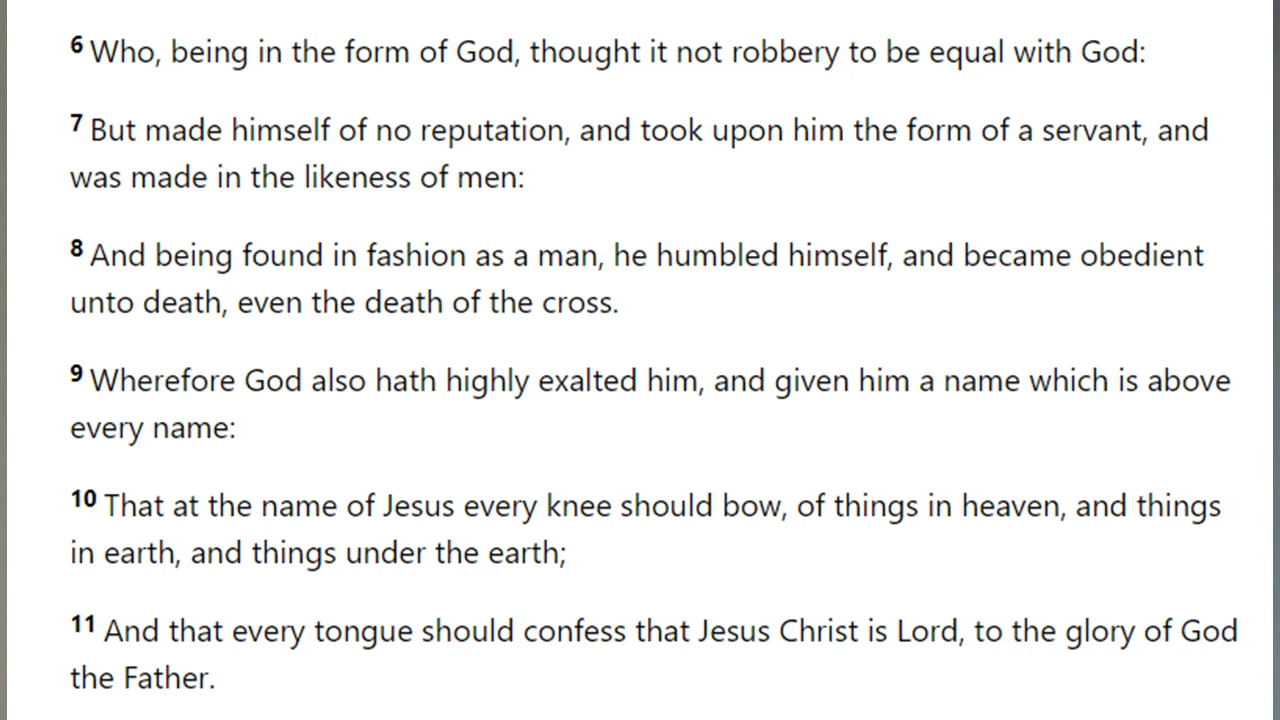 6 Who, being in the form of God, thought it not robbery to be equal with God:
7 But made himself of no reputation, and took upon him the form of a servant, and
was made in the likeness of men:
8 And being found in fashion as a man, he humbled himself, and became obedient
unto death, even the death of the cross.
9 Wherefore God also hath highly exalted him, and given him a name which is above
every name:
10 That at the name of Jesus every knee should bow, of things in heaven, and things
in earth, and things under the earth;
11 And that every tongue should confess that Jesus Christ is Lord, to the glory of God
the Father.